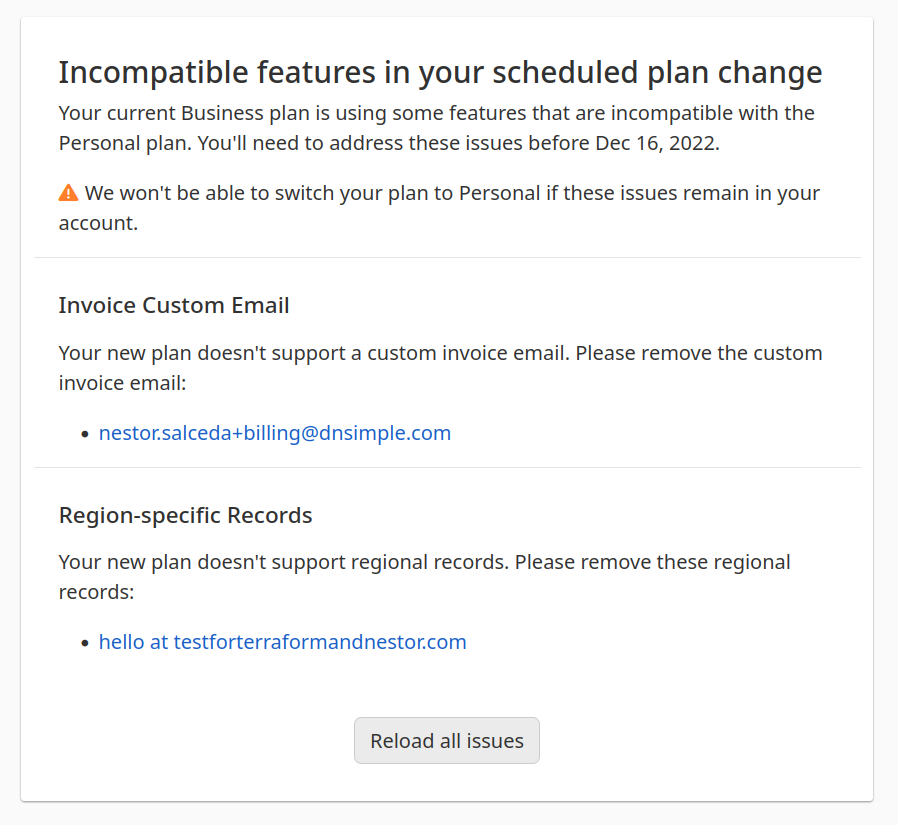 Incompatible features in your scheduled plan change
Your current Business plan is using some features that are incompatible with the
Personal plan. You'll need to address these issues before Dec 16, 2022.
We won't be able to switch your plan to Personal if these issues remain in your
account.
Invoice Custom Email
Your new plan doesn't support a custom invoice email. Please remove the custom
invoice email:
• nestor.salceda+billing@dnsimple.com
Region-specific Records
Your new plan doesn't support regional records. Please remove these regional
records:
• hello at testforterraformandnestor.com
Reload all issues